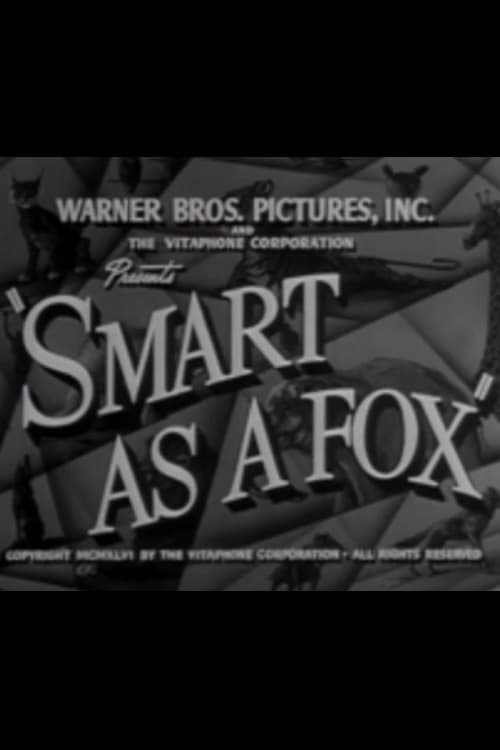 WARNER BROS. PICTURES, INC.
AND
THE VITAPHONE CORPORATION
Presents
"SMART
AS A FOX"
COPYRIGHT MCMXLVI BY THE VITAPHONE CORPORATION · ALL RIGHTS RESERVED